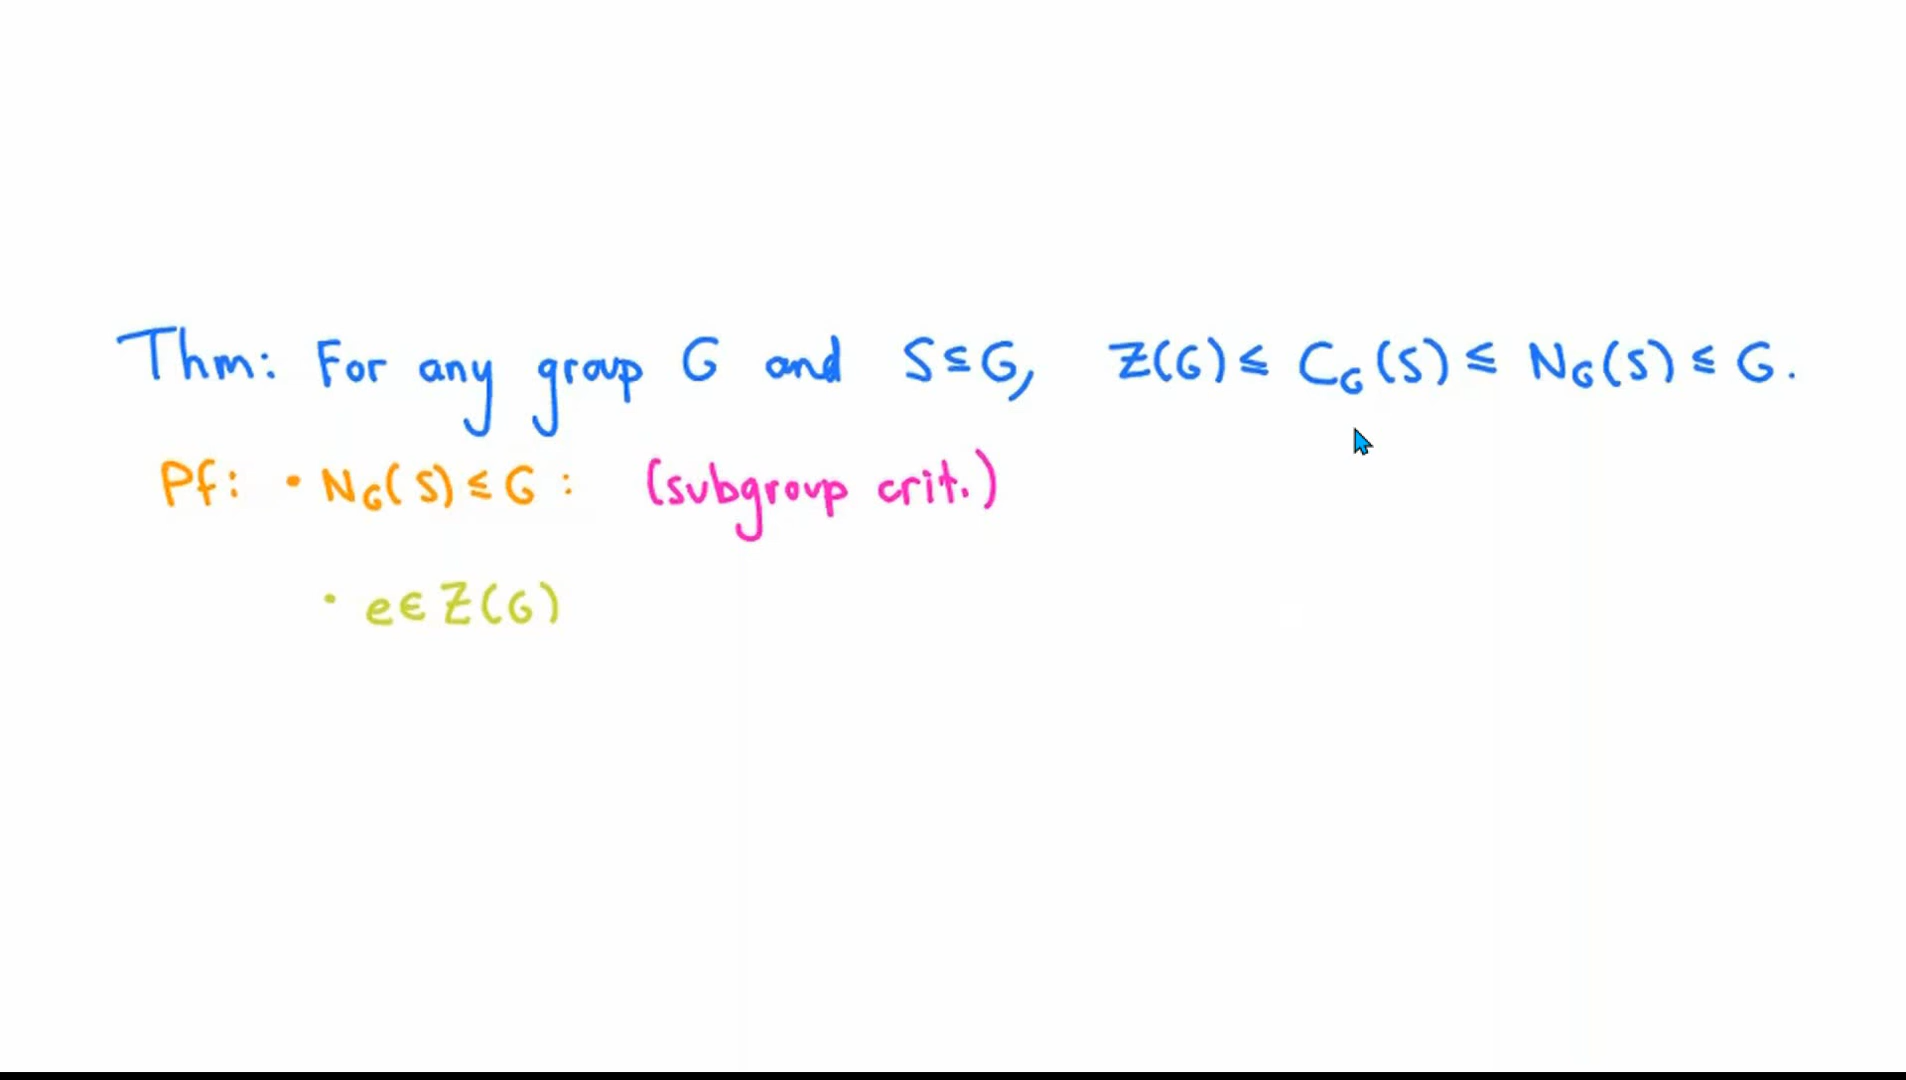 Thm: For any group G and S⊆G, Z(G) ≤ C_G(S) ≤ N_G(S) ≤ G.
Pf: • N_G(S) ≤ G : (subgroup crit.)
• e∈Z(G)